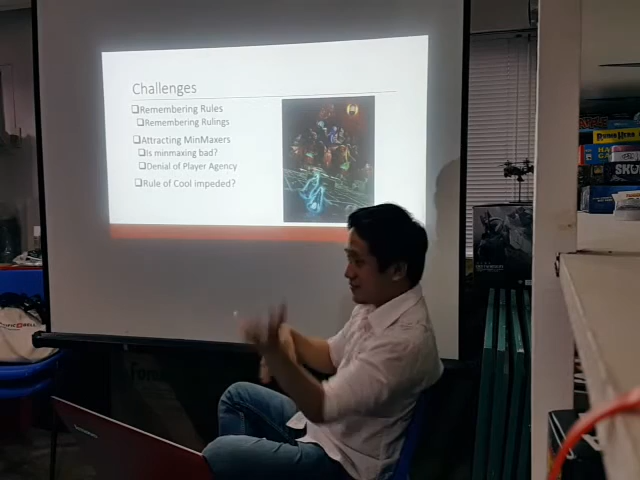 Challenges
❑Remembering Rules
❑Remembering Rulings
❑Attracting MinMaxers
❑Is minmaxing bad?
❑Denial of Player Agency
❑Rule of Cool impeded?